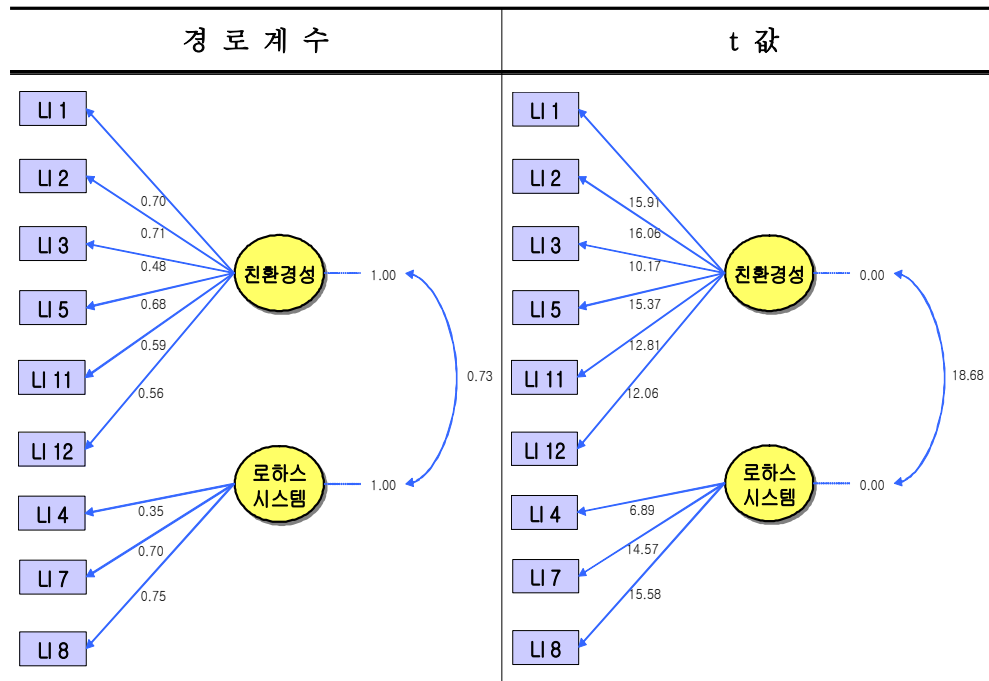 경 로 계 수
t 값
LI 1
LI 2
LI 3
LI 5
LI 11
LI 12
LI 4
LI 7
LI 8
0.70
0.71
0.48
0.68
0.59
0.56
0.35
0.70
0.75
친환경성
로하스
시스템
1.00
1.00
0.73
LI 1
LI 2
LI 3
LI 5
LI 11
LI 12
LI 4
LI 7
LI 8
15.91
16.06
10.17
15.37
12.81
12.06
6.89
14.57
15.58
친환경성
로하스
시스템
0.00
0.00
18.68